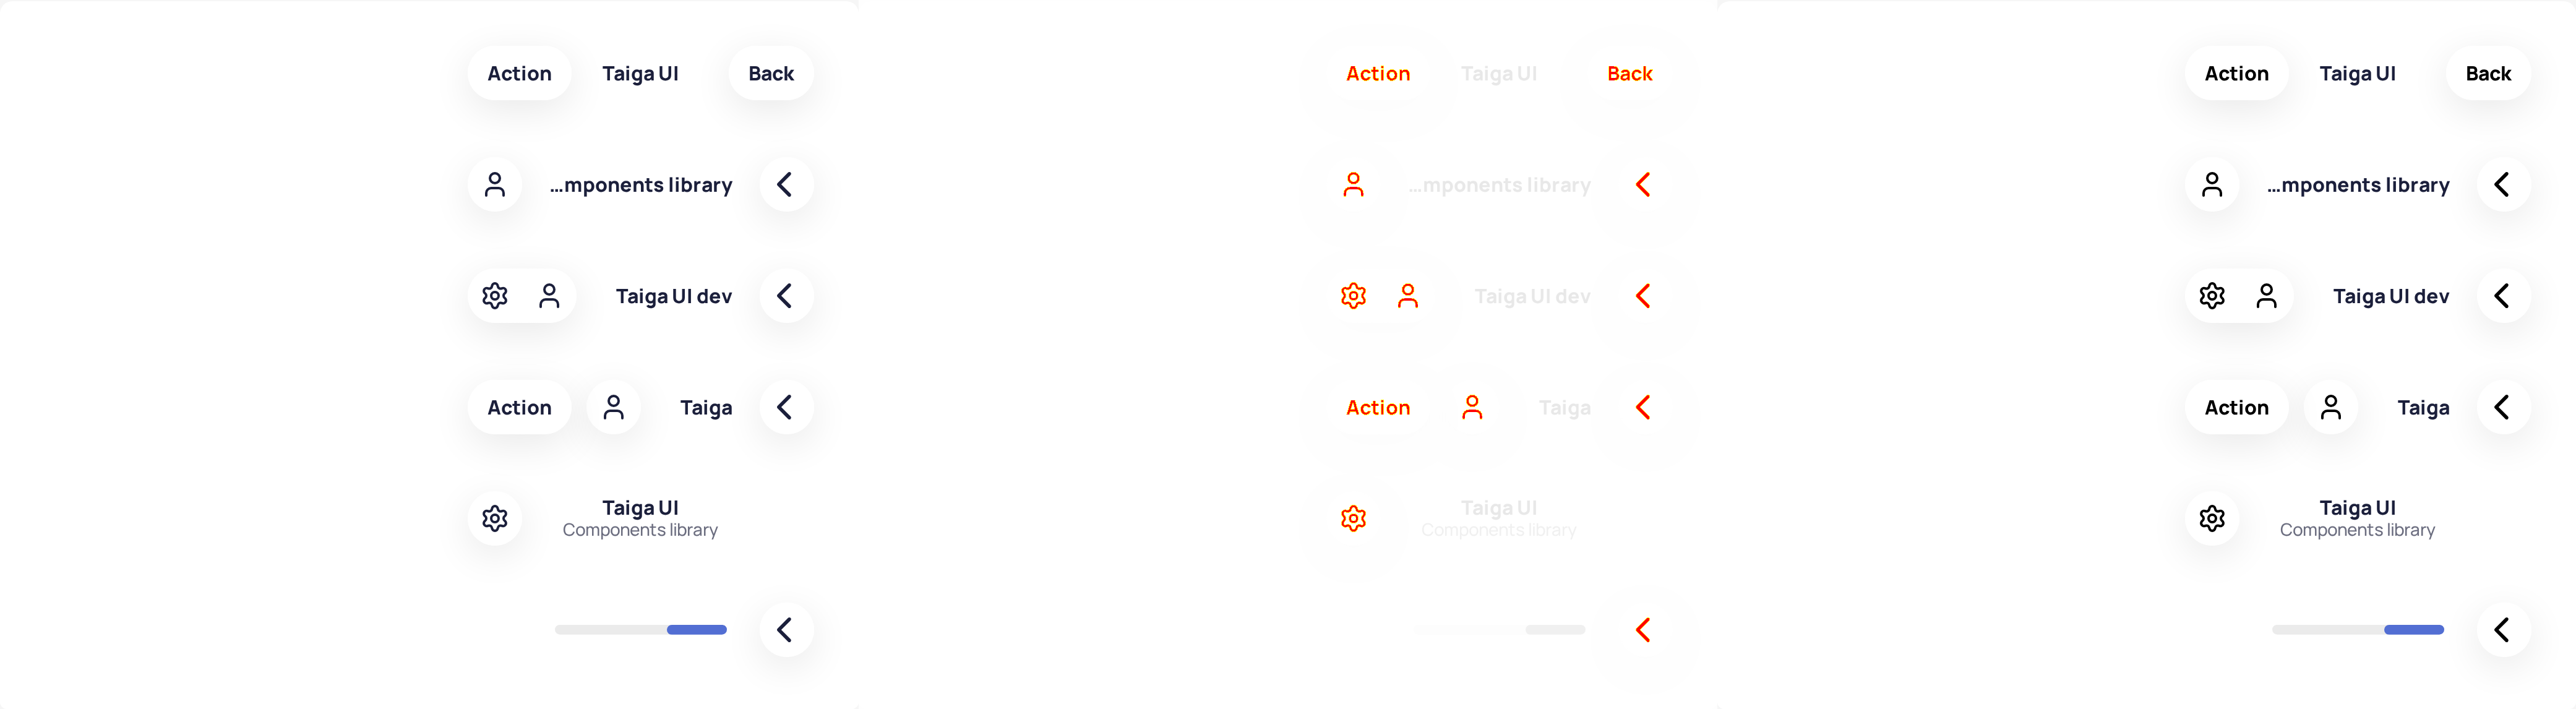 Action Taiga UI Back
...mponents library
Taiga UI dev
Action Taiga
Taiga UI
Components library
Action Taiga UI Back
...mponents library
Taiga UI dev
Action Taiga
Taiga UI
Components library
Action Taiga UI Back
...mponents library
Taiga UI dev
Action Taiga
Taiga UI
Components library